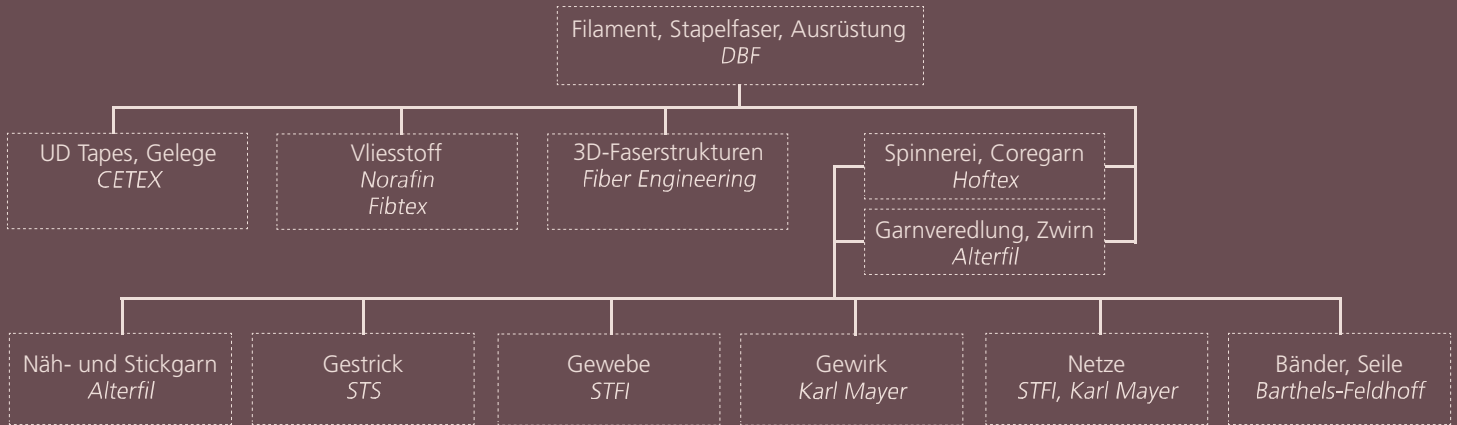 Filament, Stapelfaser, Ausrüstung
DBF
UD Tapes, Gelege
CETEX
Vliesstoff
Norafin
Fibtex
3D-Faserstrukturen
Fiber Engineering
Spinnerei, Coregarn
Hoftex
Garnveredlung, Zwirn
Alterfil
Näh- und Stickgarn
Alterfil
Gestrick
STS
Gewebe
STFI
Gewirk
Karl Mayer
Netze
STFI, Karl Mayer
Bänder, Seile
Barthels-Feldhoff